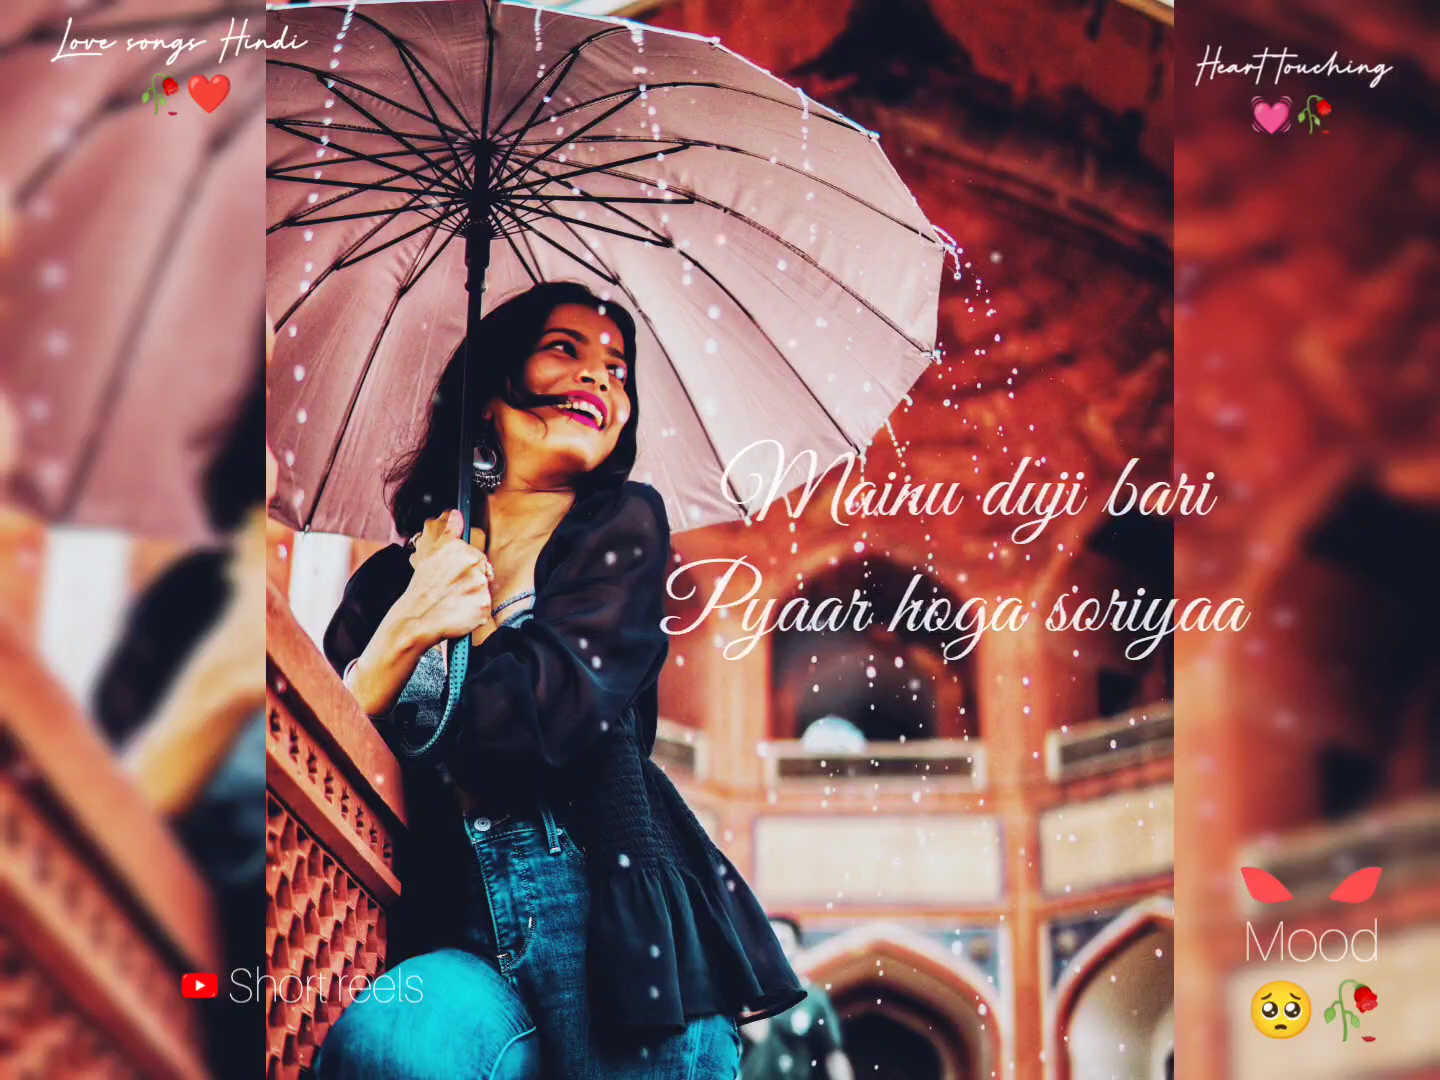 Love songs Hindi
🥀❤️
Heart touching
💓🥀
Mainu duji bari
Pyaar hoga soriyaa
Mood
🥺🥀
Short reels